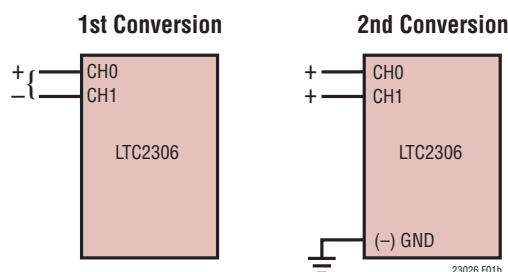 1st Conversion
2nd Conversion
+ { CH0
– CH1
LTC2306
+ CH0
+ CH1
LTC2306
(–) GND
23026 F01b